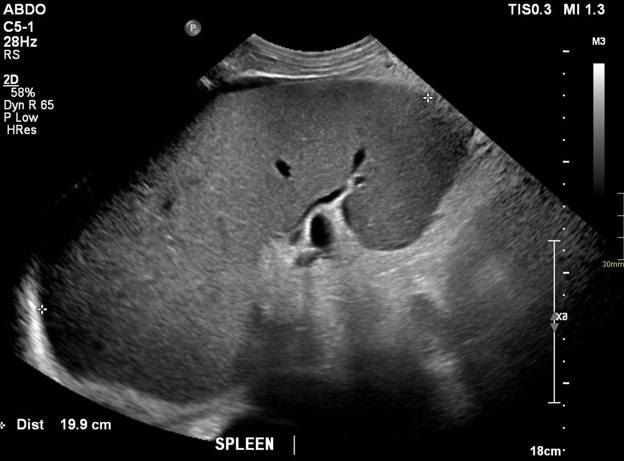 ABDO
C5-1
28Hz
RS
2D
58%
Dyn R 65
P Low
HRes
P
TIS0.3 MI 1.3
M3
30mm
x8
Dist 19.9 cm
SPLEEN
18cm